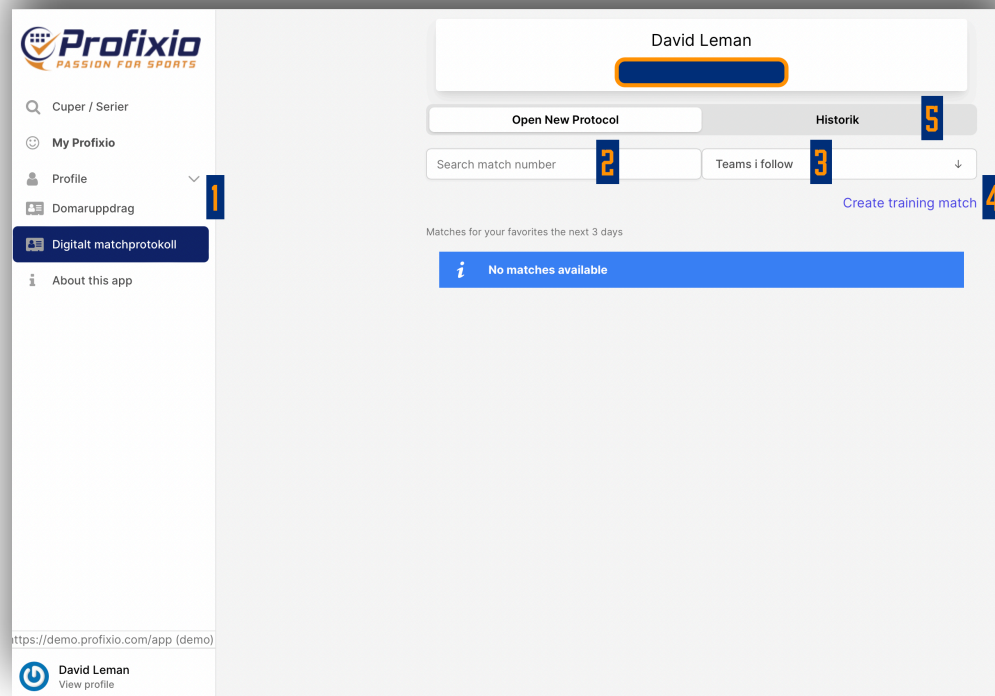 Profixio
PASSION FOR SPORTS
Cuper / Serier
My Profixio
Profile
1
Domaruppdrag
Digitalt matchprotokoll
About this app
ttps://demo.profixio.com/app (demo)
David Leman
View profile
David Leman
Open New Protocol
Historik
5
Search match number
2
Teams i follow
3
Create training match
4
Matches for your favorites the next 3 days
i No matches available